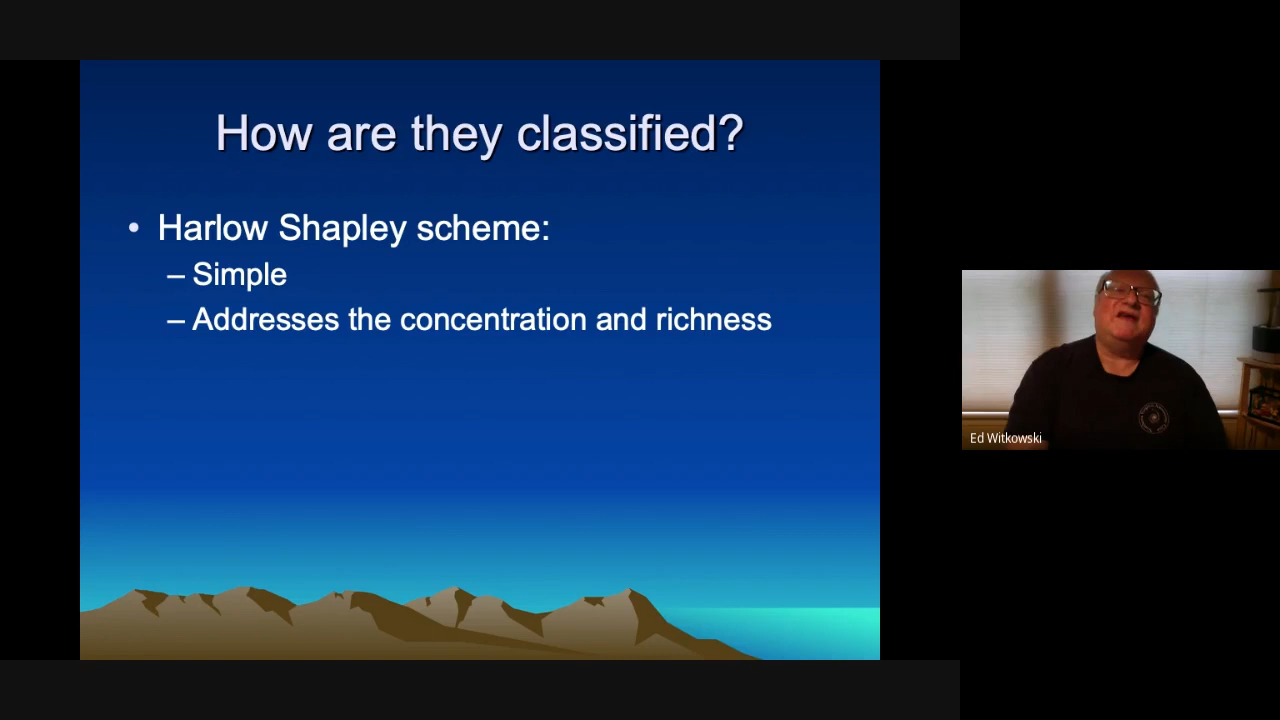 How are they classified?
• Harlow Shapley scheme:
– Simple
– Addresses the concentration and richness
Ed Witkowski